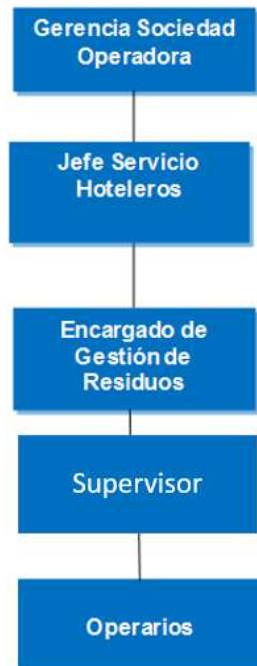 Gerencia Sociedad
Operadora
Jefe Servicio
Hoteleros
Encargado de
Gestión de
Residuos
Supervisor
Operarios